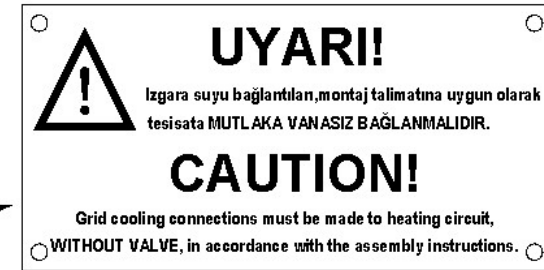 UYARI!
Izgara suyu bağlantıları,montaj talimatına uygun olarak
tesisata MUTLAKA VANASIZ BAĞLANMALIDIR.
CAUTION!
Grid cooling connections must be made to heating circuit,
WITHOUT VALVE, in accordance with the assembly instructions.